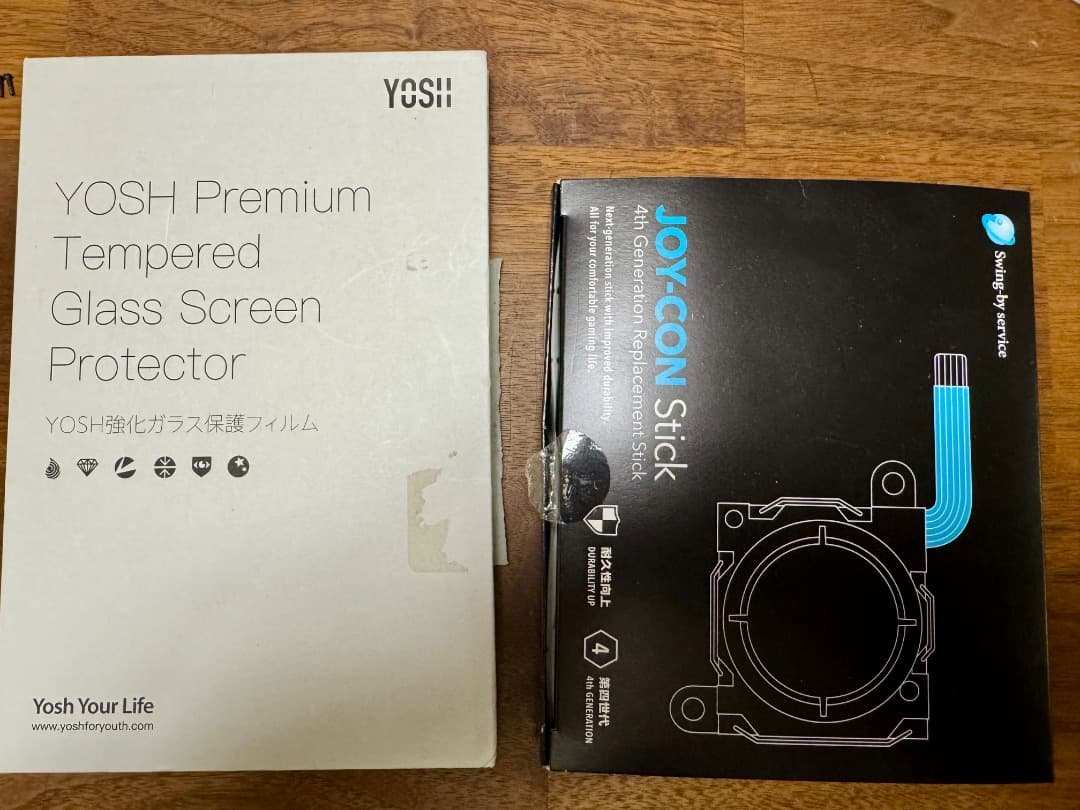 YOSH
YOSH Premium
Tempered
Glass Screen
Protector
YOSH強化ガラス保護フィルム
Yosh Your Life
www.yoshforyouth.com
Swing-by service
JOY-CON Stick
4th Generation Replacement Stick
Next-generation stick with improved durability.
All for your comfortable gaming life.
耐久性向上
DURABILITY UP
4
第四世代
4th GENERATION